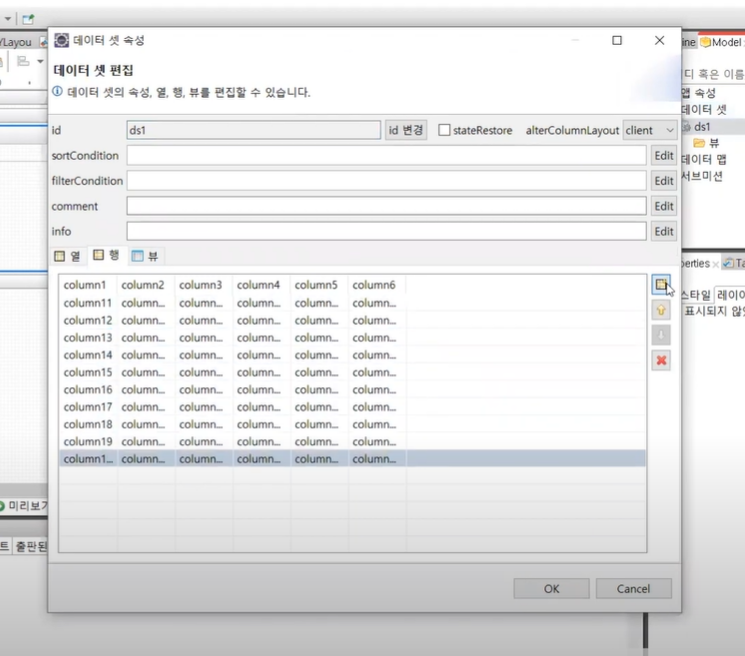 데이터 셋 속성
데이터 셋 편집
데이터 셋의 속성, 열, 행, 뷰를 편집할 수 있습니다.
id ds1 id 변경 stateRestore alterColumnLayout client
sortCondition Edit
filterCondition Edit
comment Edit
info Edit
열 행 뷰
column1 column2 column3 column4 column5 column6
column11 column... column... column... column... column...
column12 column... column... column... column... column...
column13 column... column... column... column... column...
column14 column... column... column... column... column...
column15 column... column... column... column... column...
column16 column... column... column... column... column...
column17 column... column... column... column... column...
column18 column... column... column... column... column...
column19 column... column... column... column... column...
column1... column... column... column... column... column...
OK Cancel
Layou
미리보기
트 출판된
ine Model
디 혹은 이름
앱 속성
데이터 셋
ds1
뷰
데이터 맵
서브미션
perties Ta
스타일 레이아
표시되지 않